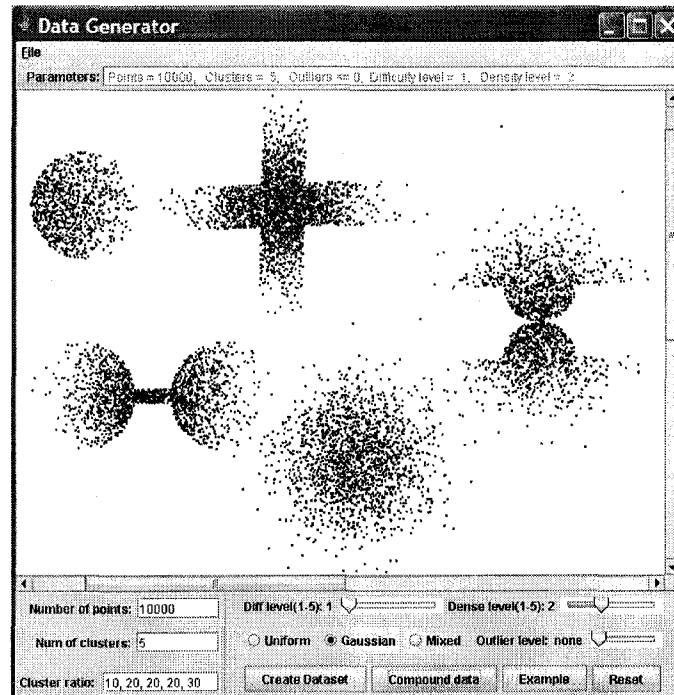 Data Generator
File
Parameters: Points = 10000, Clusters = 5, Outliers <= 0, Difficulty level = 1, Density level = 2
Number of points: 10000
Diff level(1-5): 1
Dense level(1-5): 2
Num of clusters: 5
Uniform
Gaussian
Mixed
Outlier level: none
Cluster ratio: 10, 20, 20, 20, 30
Create Dataset
Compound data
Example
Reset